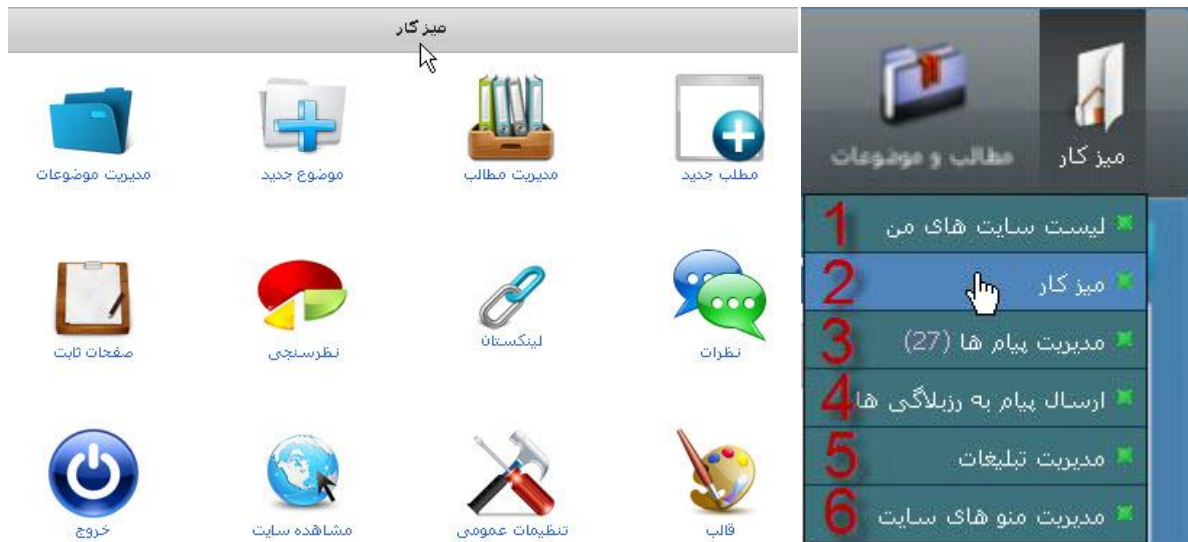 میز کار
مطلب جدید
مدیریت مطالب
موضوع جدید
مدیریت موضوعات
نظرات
لینکستان
نظرسنجی
صفحات ثابت
قالب
تنظیمات عمومی
مشاهده سایت
خروج
میز کار
مطالب و موضوعات
لیست سایت های من 1
میز کار 2
مدیریت پیام ها (27) 3
ارسال پیام به رزبلاگی ها 4
مدیریت تبلیغات 5
مدیریت منو های سایت 6